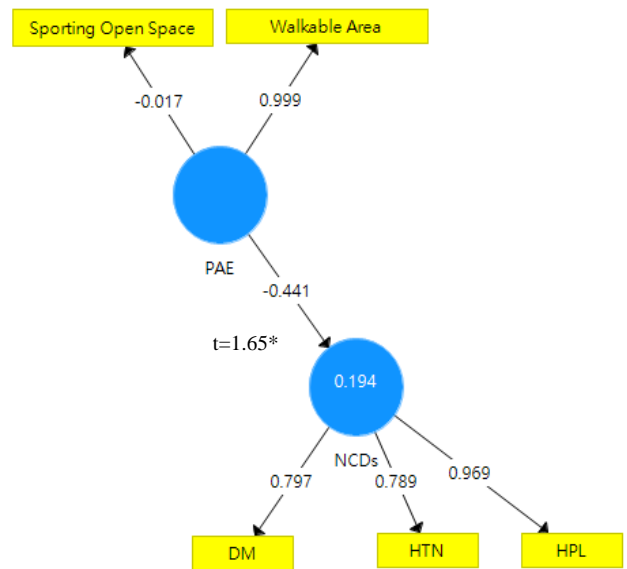 Sporting Open Space
Walkable Area
-0.017
0.999
PAE
-0.441
t=1.65*
0.194
NCDs
0.797
0.789
0.969
DM
HTN
HPL